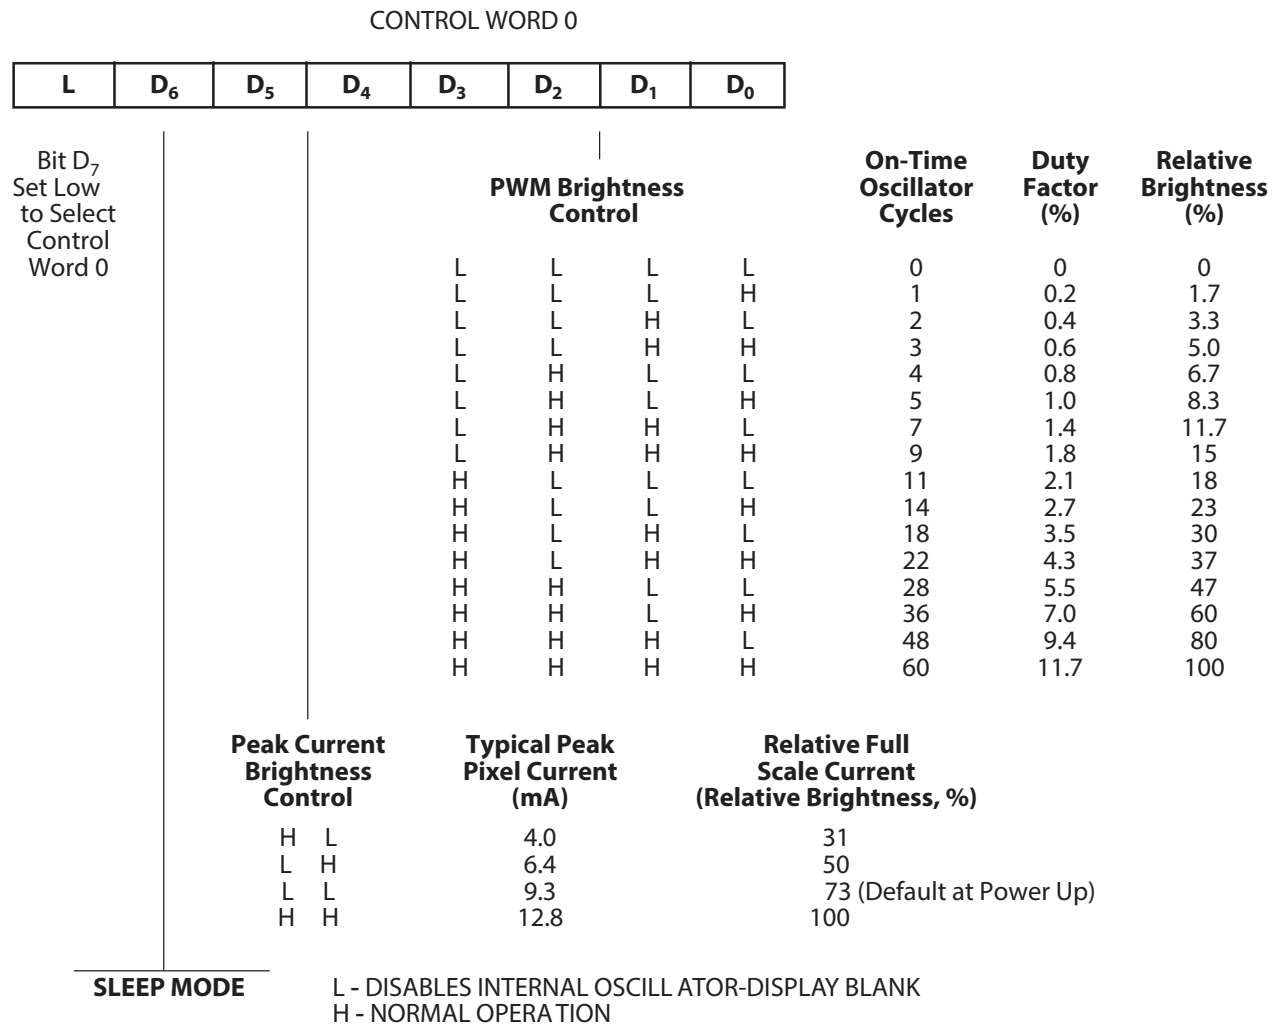 CONTROL WORD 0
L D6 D5 D4 D3 D2 D1 D0
Bit D7
Set Low
to Select
Control
Word 0
PWM Brightness
Control
On-Time
Oscillator
Cycles
Duty
Factor
(%)
Relative
Brightness
(%)
L L L L 0 0 0
L L L H 1 0.2 1.7
L L H L 2 0.4 3.3
L L H H 3 0.6 5.0
L H L L 4 0.8 6.7
L H L H 5 1.0 8.3
L H H L 7 1.4 11.7
L H H H 9 1.8 15
H L L L 11 2.1 18
H L L H 14 2.7 23
H L H L 18 3.5 30
H L H H 22 4.3 37
H H L L 28 5.5 47
H H L H 36 7.0 60
H H H L 48 9.4 80
H H H H 60 11.7 100
Peak Current
Brightness
Control
Typical Peak
Pixel Current
(mA)
Relative Full
Scale Current
(Relative Brightness, %)
H L 4.0 31
L H 6.4 50
L L 9.3 73 (Default at Power Up)
H H 12.8 100
SLEEP MODE
L - DISABLES INTERNAL OSCILL ATOR-DISPLAY BLANK
H - NORMAL OPERA TION